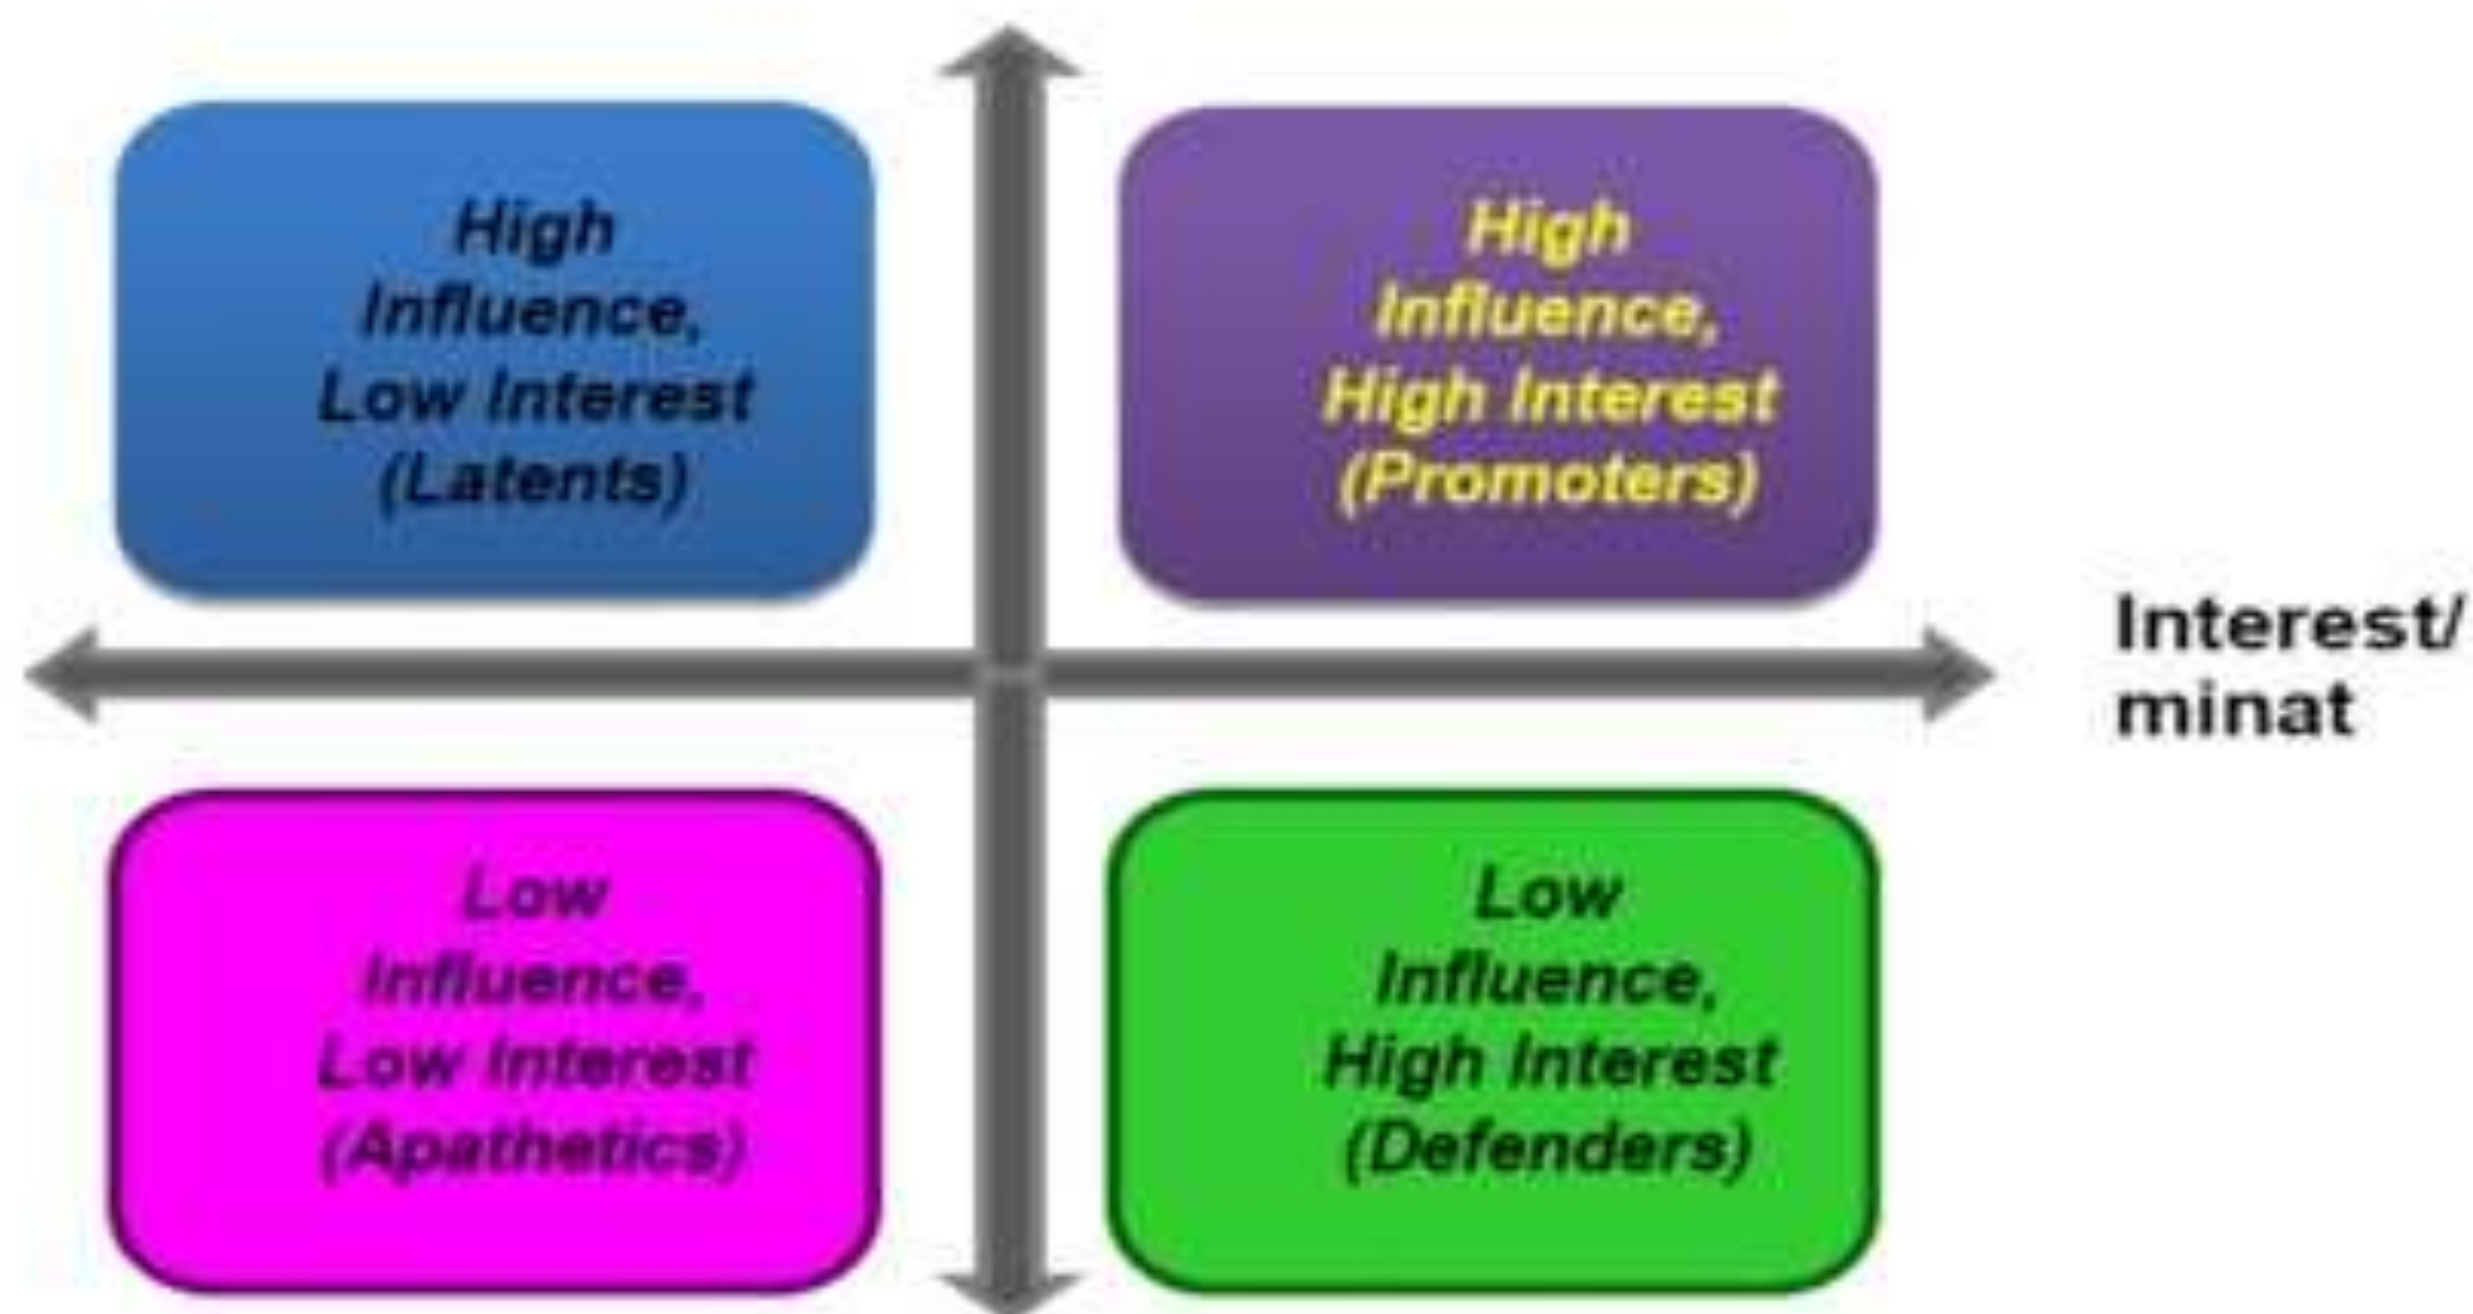 High
Influence,
Low Interest
(Latents)
High
Influence,
High Interest
(Promoters)
Interest/
minat
Low
Influence,
Low Interest
(Apathetics)
Low
Influence,
High Interest
(Defenders)